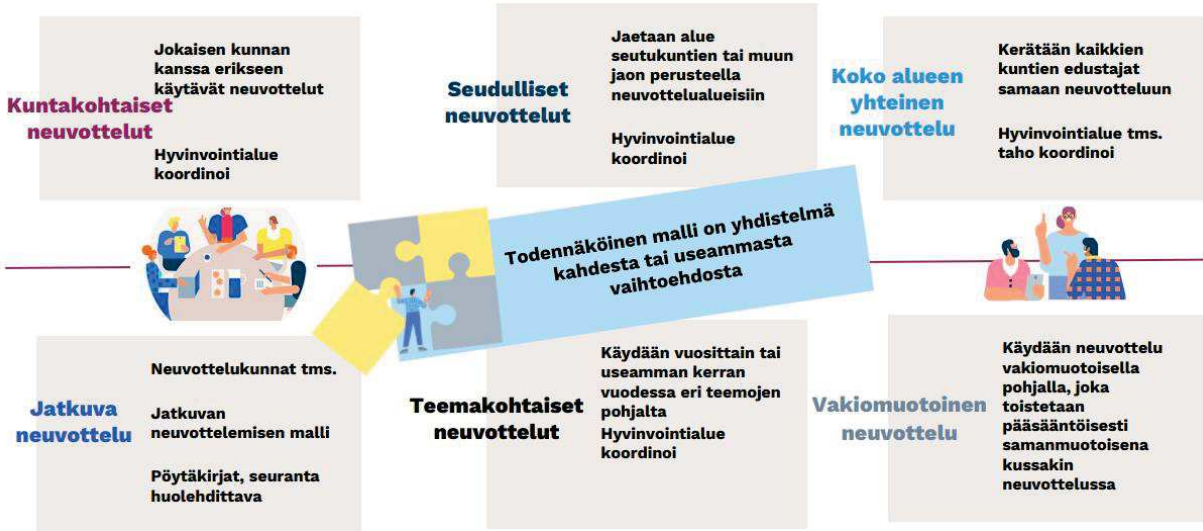 Kuntakohtaiset
neuvottelut
Jokaisen kunnan
kanssa erikseen
käytävät neuvottelut
Hyvinvointialue
koordinoi
Seudulliset
neuvottelut
Jaetaan alue
seutukuntien tai muun
jaon perusteella
neuvottelualueisiin
Hyvinvointialue
koordinoi
Koko alueen
yhteinen
neuvottelu
Kerätään kaikkien
kuntien edustajat
samaan neuvotteluun
Hyvinvointialue tms.
taho koordinoi
Todennäköinen malli on yhdistelmä
kahdesta tai useammasta
vaihtoehdosta
Jatkuva
neuvottelu
Neuvottelukunnat tms.
Jatkuvan
neuvottelemisen malli
Pöytäkirjat, seuranta
huolehdittava
Teemakohtaiset
neuvottelut
Käydään vuosittain tai
useamman kerran
vuodessa eri teemojen
pohjalta
Hyvinvointialue
koordinoi
Vakiomuotoinen
neuvottelu
Käydään neuvottelu
vakiomuotoisella
pohjalla, joka
toistetaan
pääsääntöisesti
samanmuotoisena
kussakin
neuvottelussa